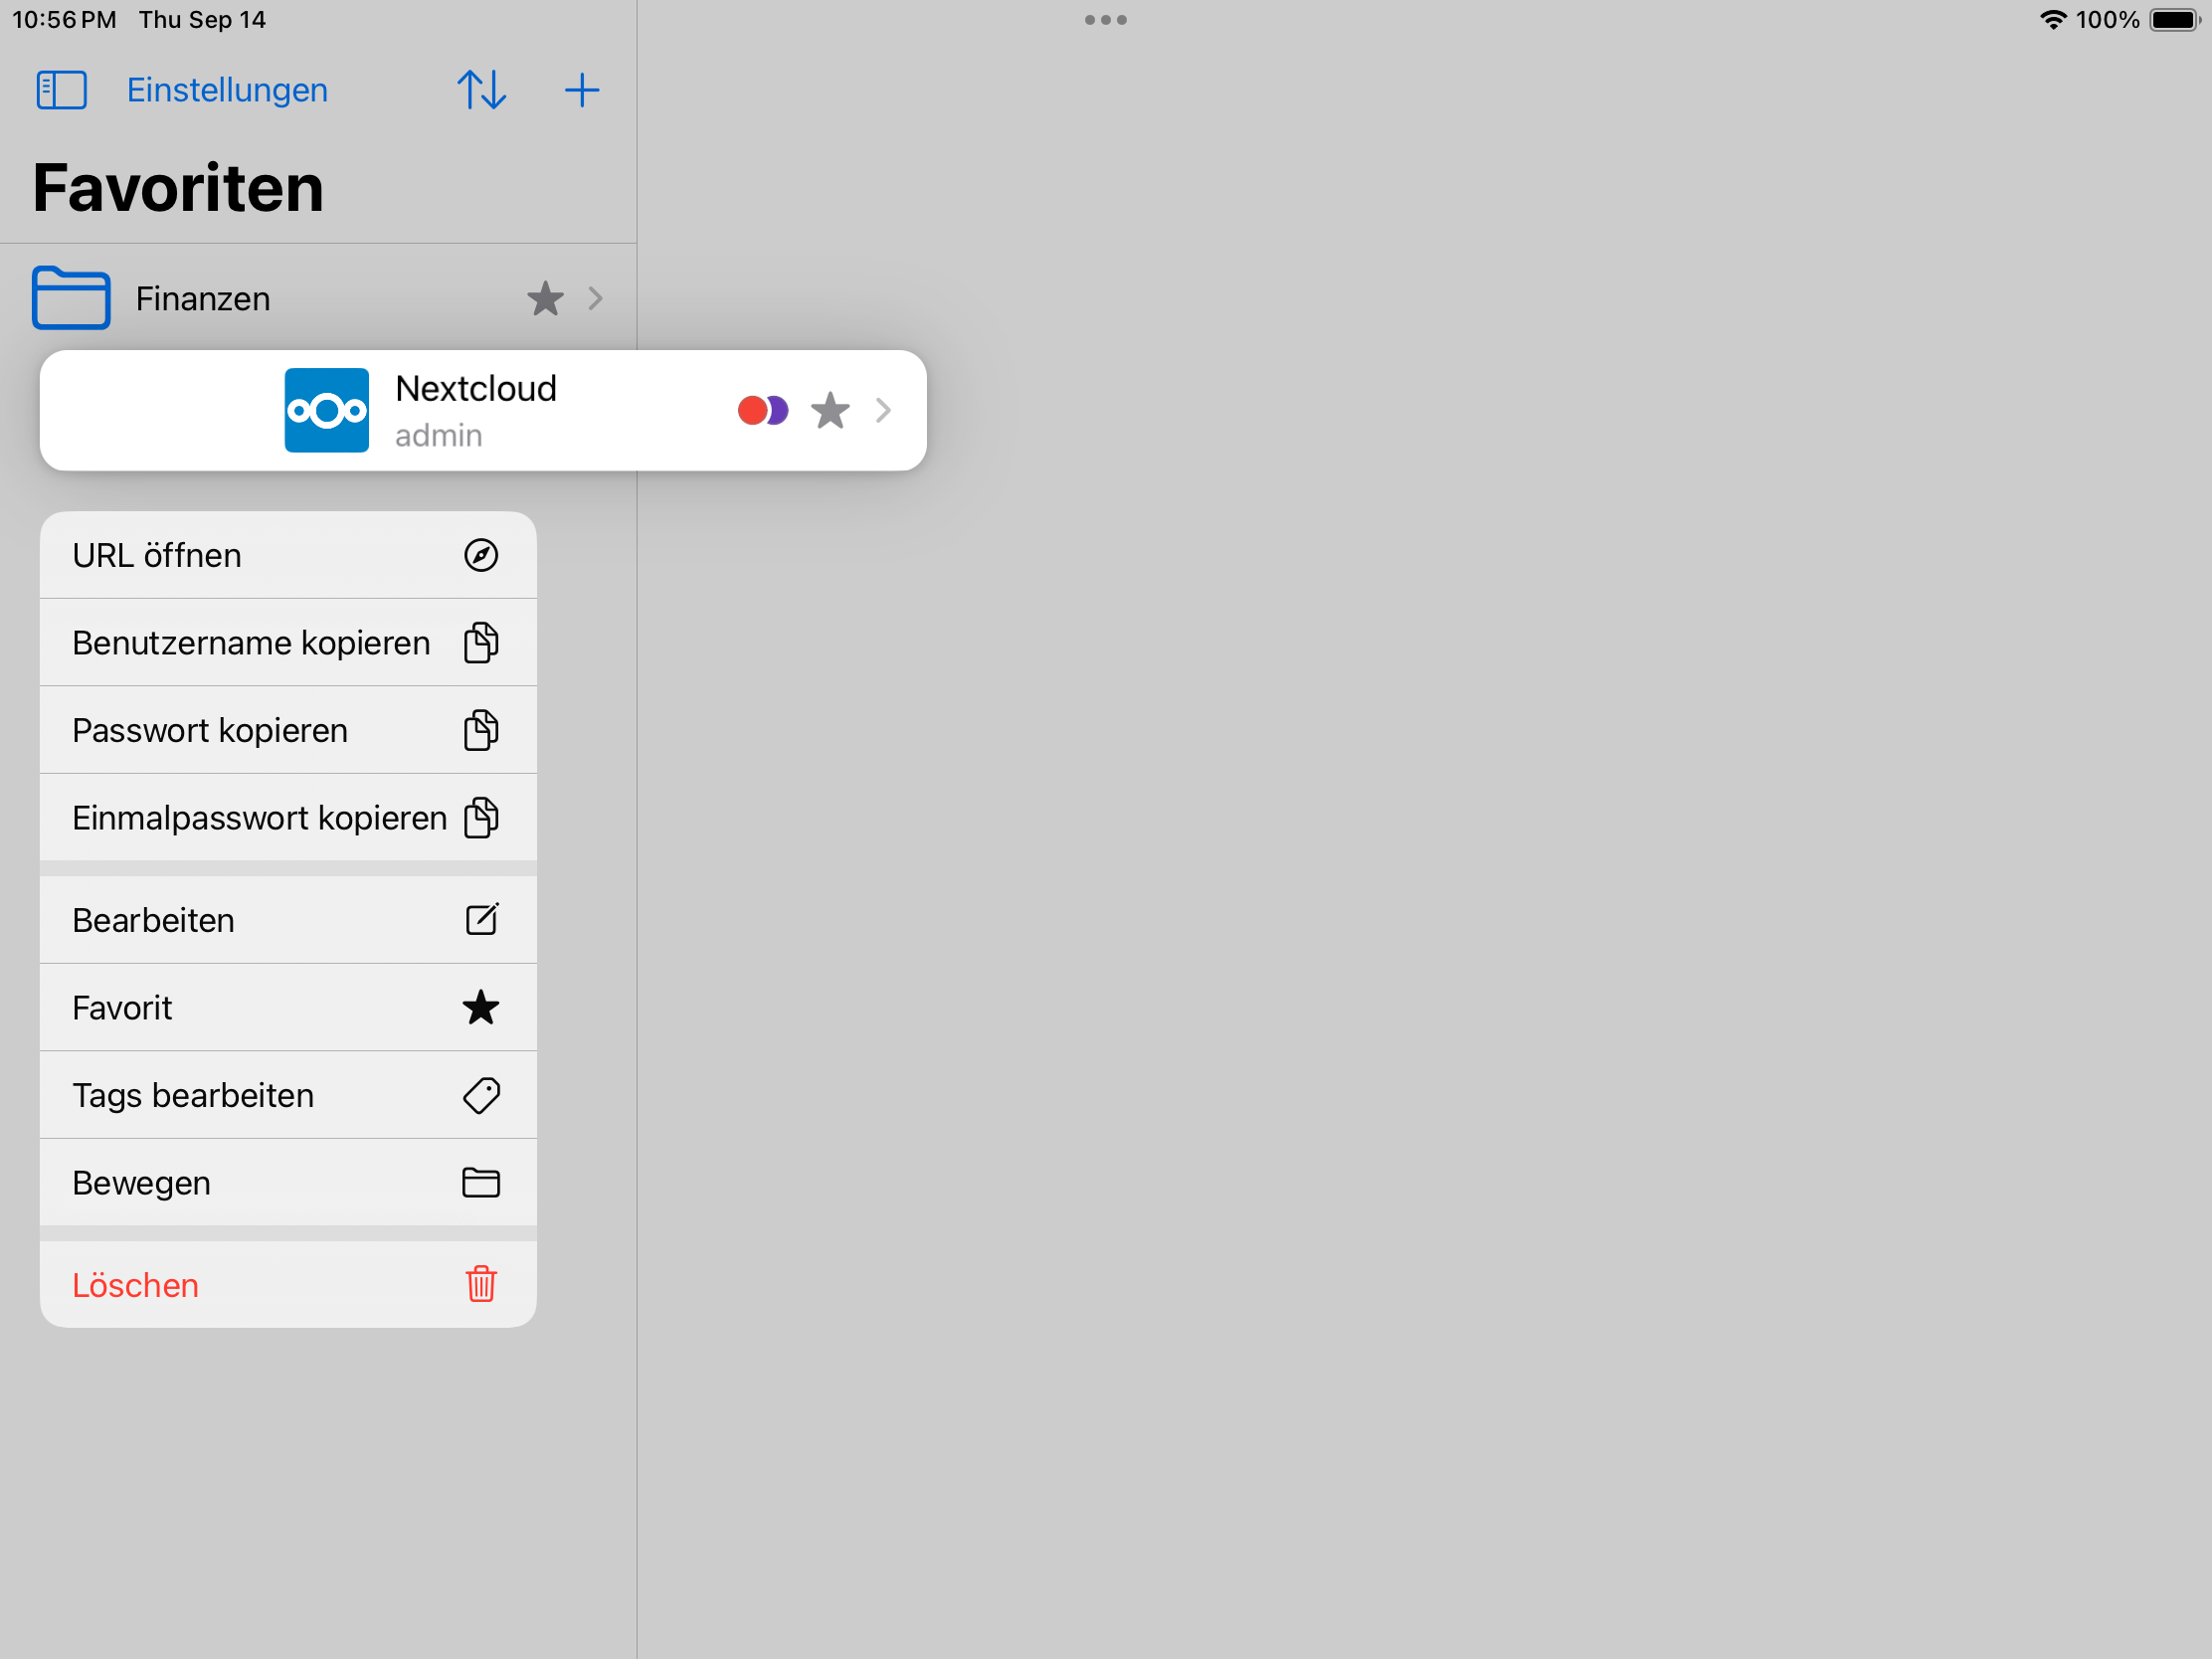 10:56 PM Thu Sep 14
100%
Einstellungen
Favoriten
Finanzen
Nextcloud
admin
URL öffnen
Benutzername kopieren
Passwort kopieren
Einmalpasswort kopieren
Bearbeiten
Favorit
Tags bearbeiten
Bewegen
Löschen